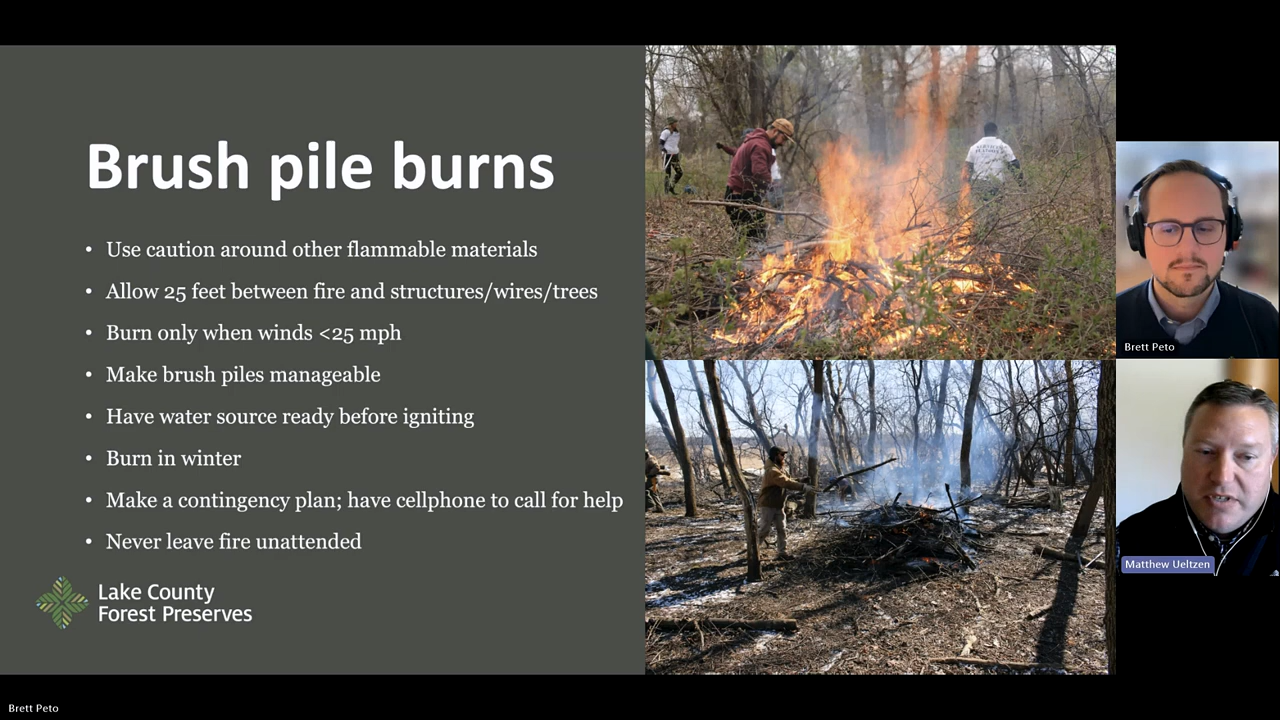 Brush pile burns
• Use caution around other flammable materials
• Allow 25 feet between fire and structures/wires/trees
• Burn only when winds <25 mph
• Make brush piles manageable
• Have water source ready before igniting
• Burn in winter
• Make a contingency plan; have cellphone to call for help
• Never leave fire unattended
Lake County
Forest Preserves
Brett Peto
Matthew Ueltzen
Brett Peto